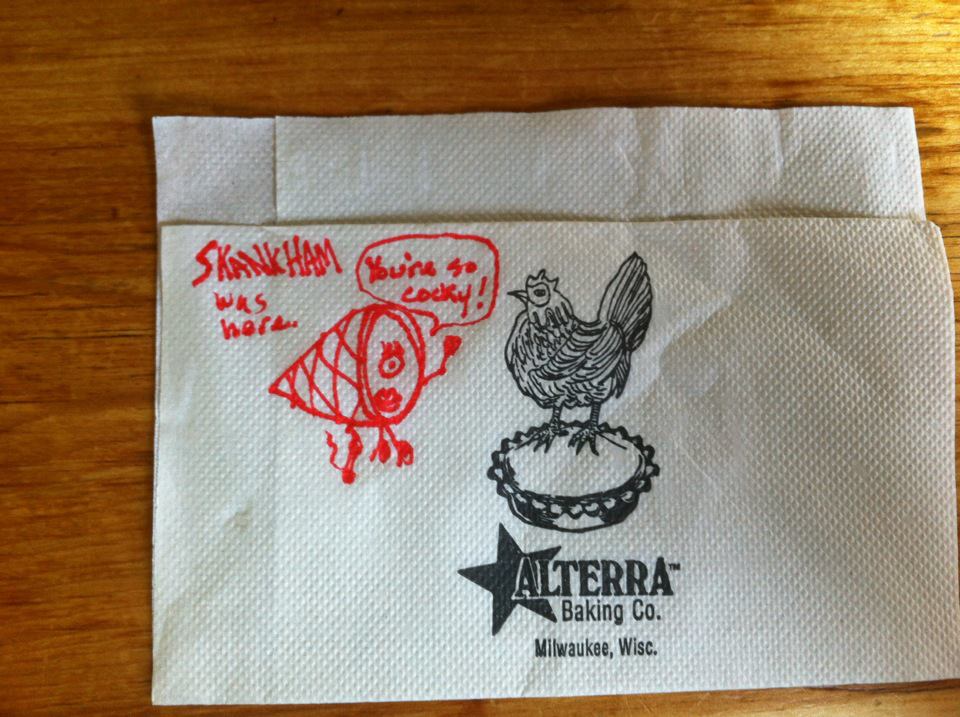 SKANKHAM
was
here..
You're so
cocky!
ALTERRA™
Baking Co.
Milwaukee, Wisc.